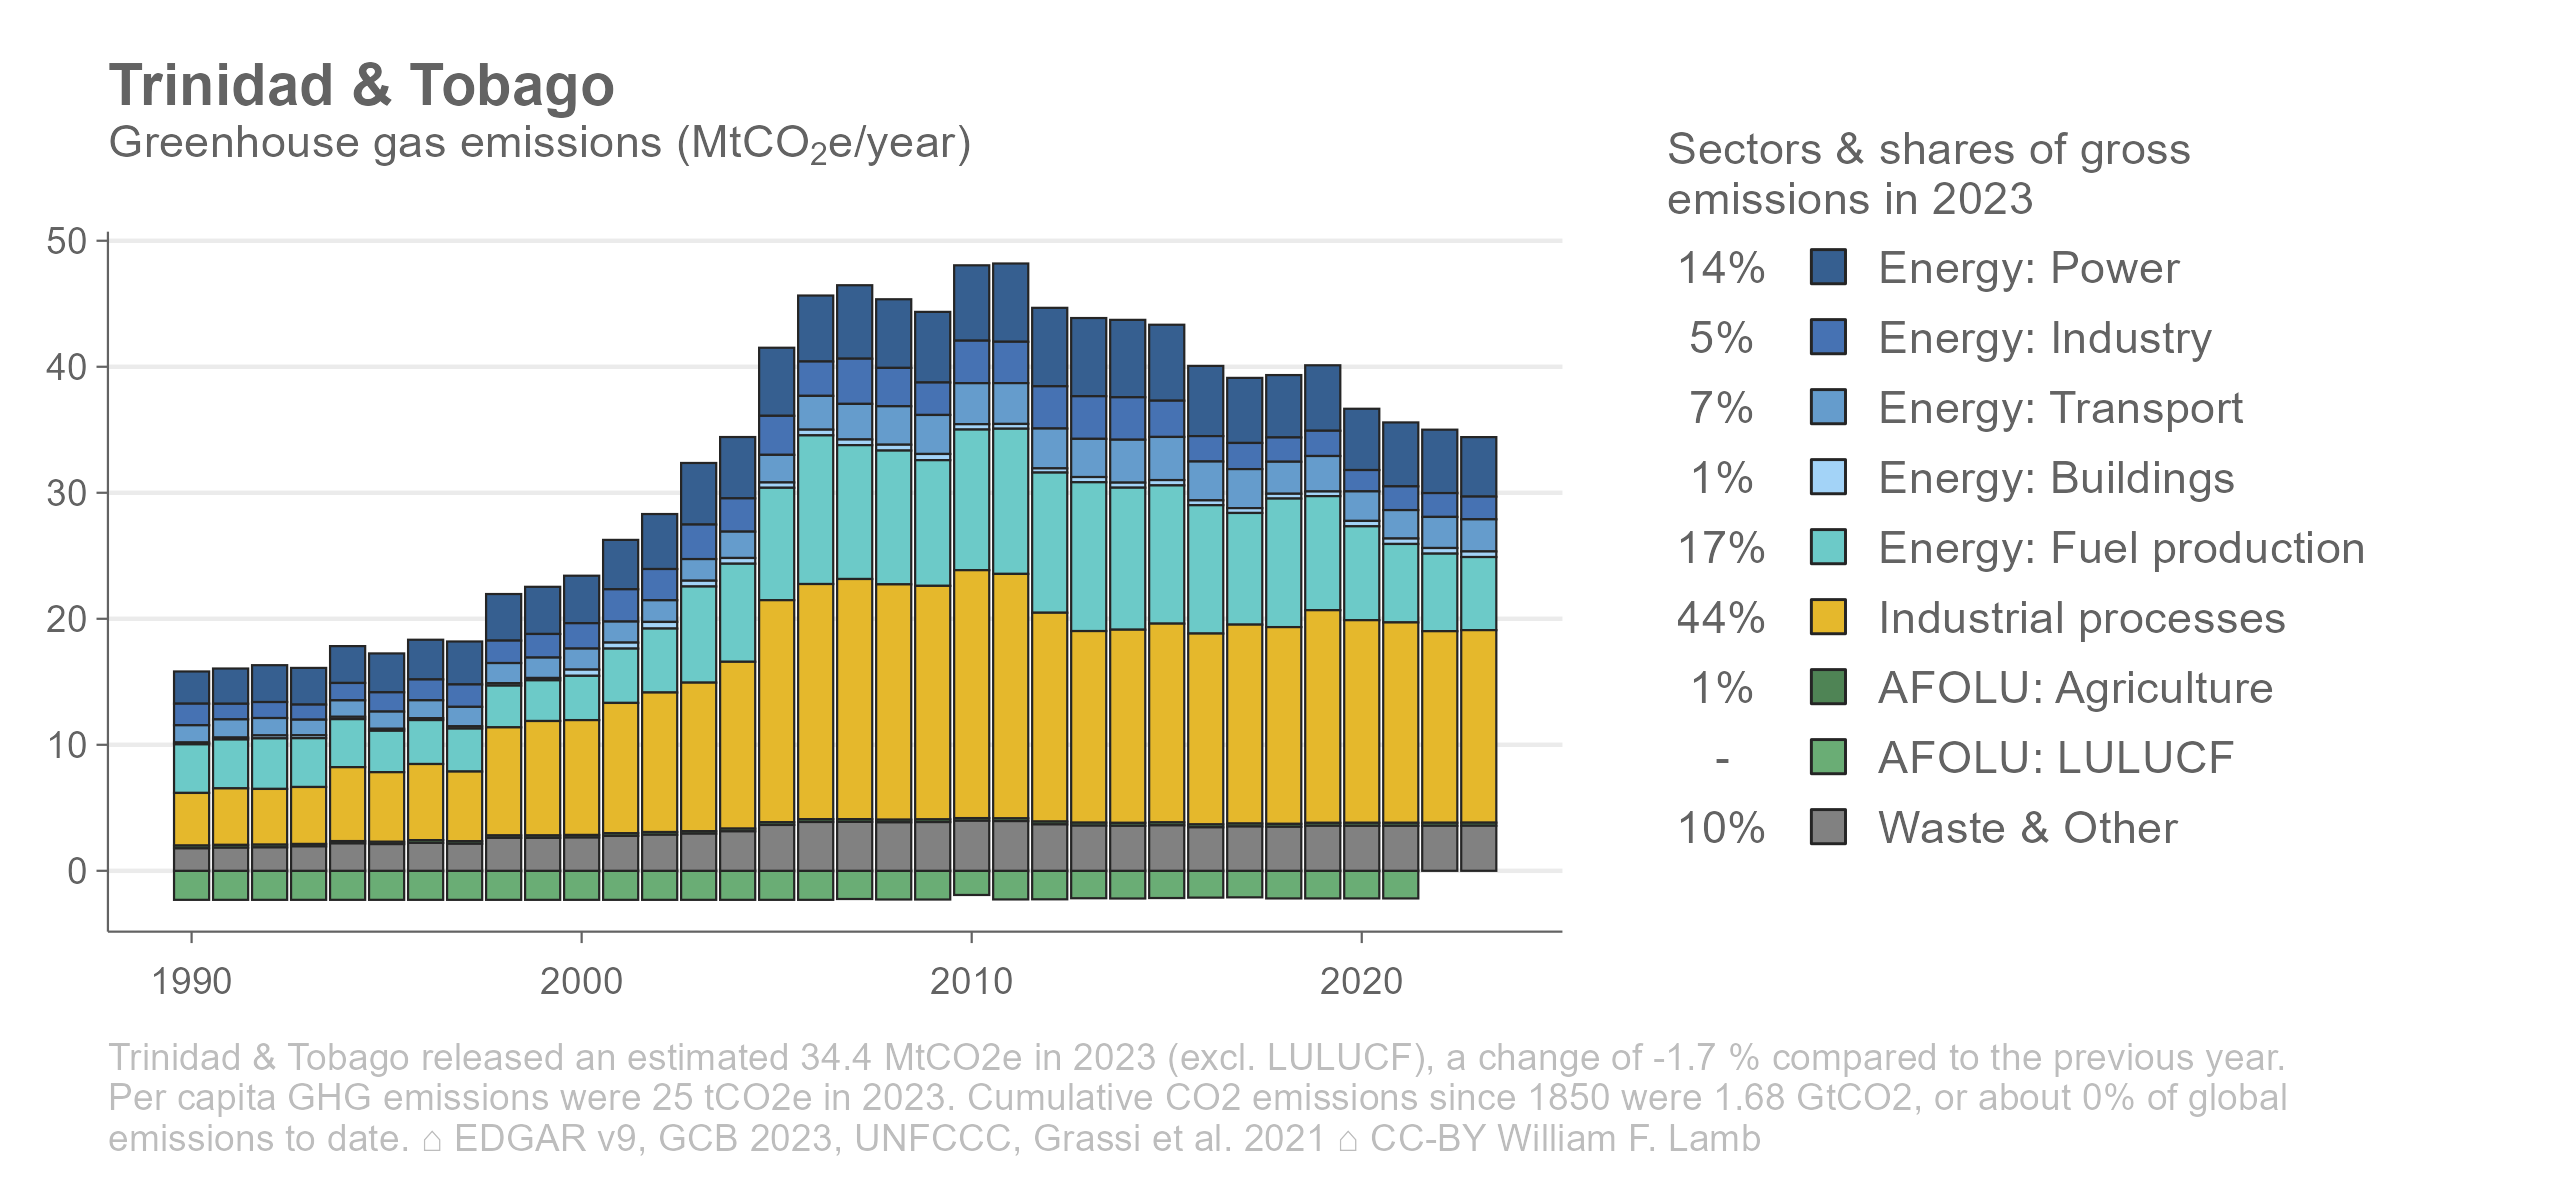 Trinidad & Tobago
Greenhouse gas emissions (MtCO₂e/year)
50
40
30
20
10
0
1990 2000 2010 2020
Sectors & shares of gross
emissions in 2023
14% Energy: Power
5% Energy: Industry
7% Energy: Transport
1% Energy: Buildings
17% Energy: Fuel production
44% Industrial processes
1% AFOLU: Agriculture
- AFOLU: LULUCF
10% Waste & Other
Trinidad & Tobago released an estimated 34.4 MtCO2e in 2023 (excl. LULUCF), a change of -1.7 % compared to the previous year.
Per capita GHG emissions were 25 tCO2e in 2023. Cumulative CO2 emissions since 1850 were 1.68 GtCO2, or about 0% of global
emissions to date. ⌂ EDGAR v9, GCB 2023, UNFCCC, Grassi et al. 2021 ⌂ CC-BY William F. Lamb